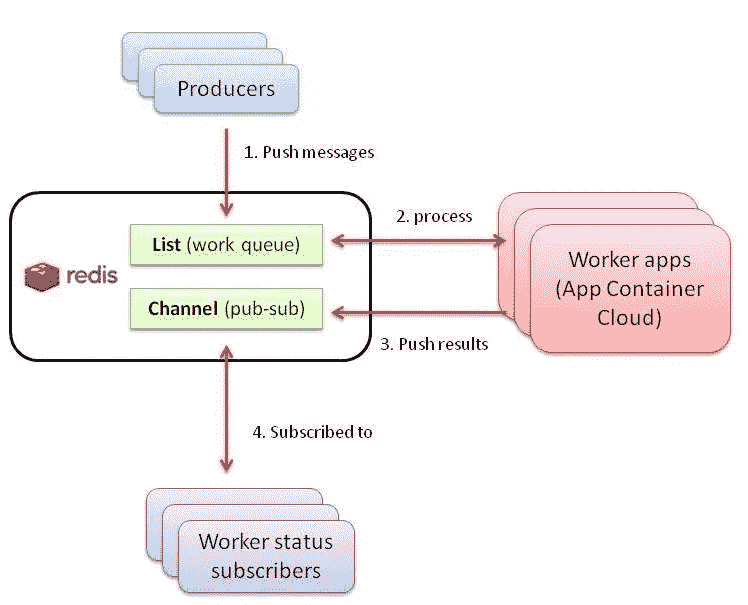 Producers
1. Push messages
List (work queue)
2. process
redis
Worker apps
(App Container
Cloud)
Channel (pub-sub)
3. Push results
4. Subscribed to
Worker status
subscribers